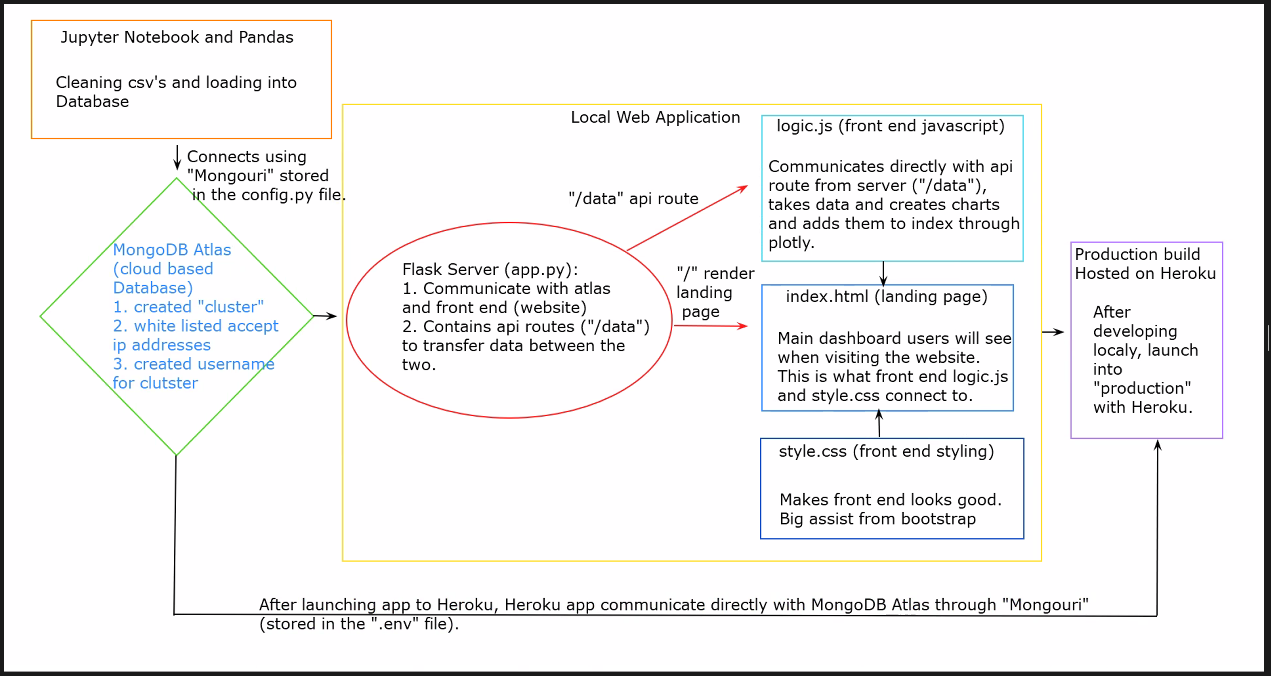 Jupyter Notebook and Pandas
Cleaning csv's and loading into
Database
Connects using
"Mongouri" stored
in the config.py file.
MongoDB Atlas
(cloud based
Database)
1. created "cluster"
2. white listed accept
ip addresses
3. created username
for clutster
Local Web Application
Flask Server (app.py):
1. Communicate with atlas
and front end (website)
2. Contains api routes ("/data")
to transfer data between the
two.
"/data" api route
"/" render
landing
page
logic.js (front end javascript)
Communicates directly with api
route from server ("/data"),
takes data and creates charts
and adds them to index through
plotly.
index.html (landing page)
Main dashboard users will see
when visiting the website.
This is what front end logic.js
and style.css connect to.
style.css (front end styling)
Makes front end looks good.
Big assist from bootstrap
Production build
Hosted on Heroku
After
developing
localy, launch
into
"production"
with Heroku.
After launching app to Heroku, Heroku app communicate directly with MongoDB Atlas through "Mongouri"
(stored in the ".env" file).